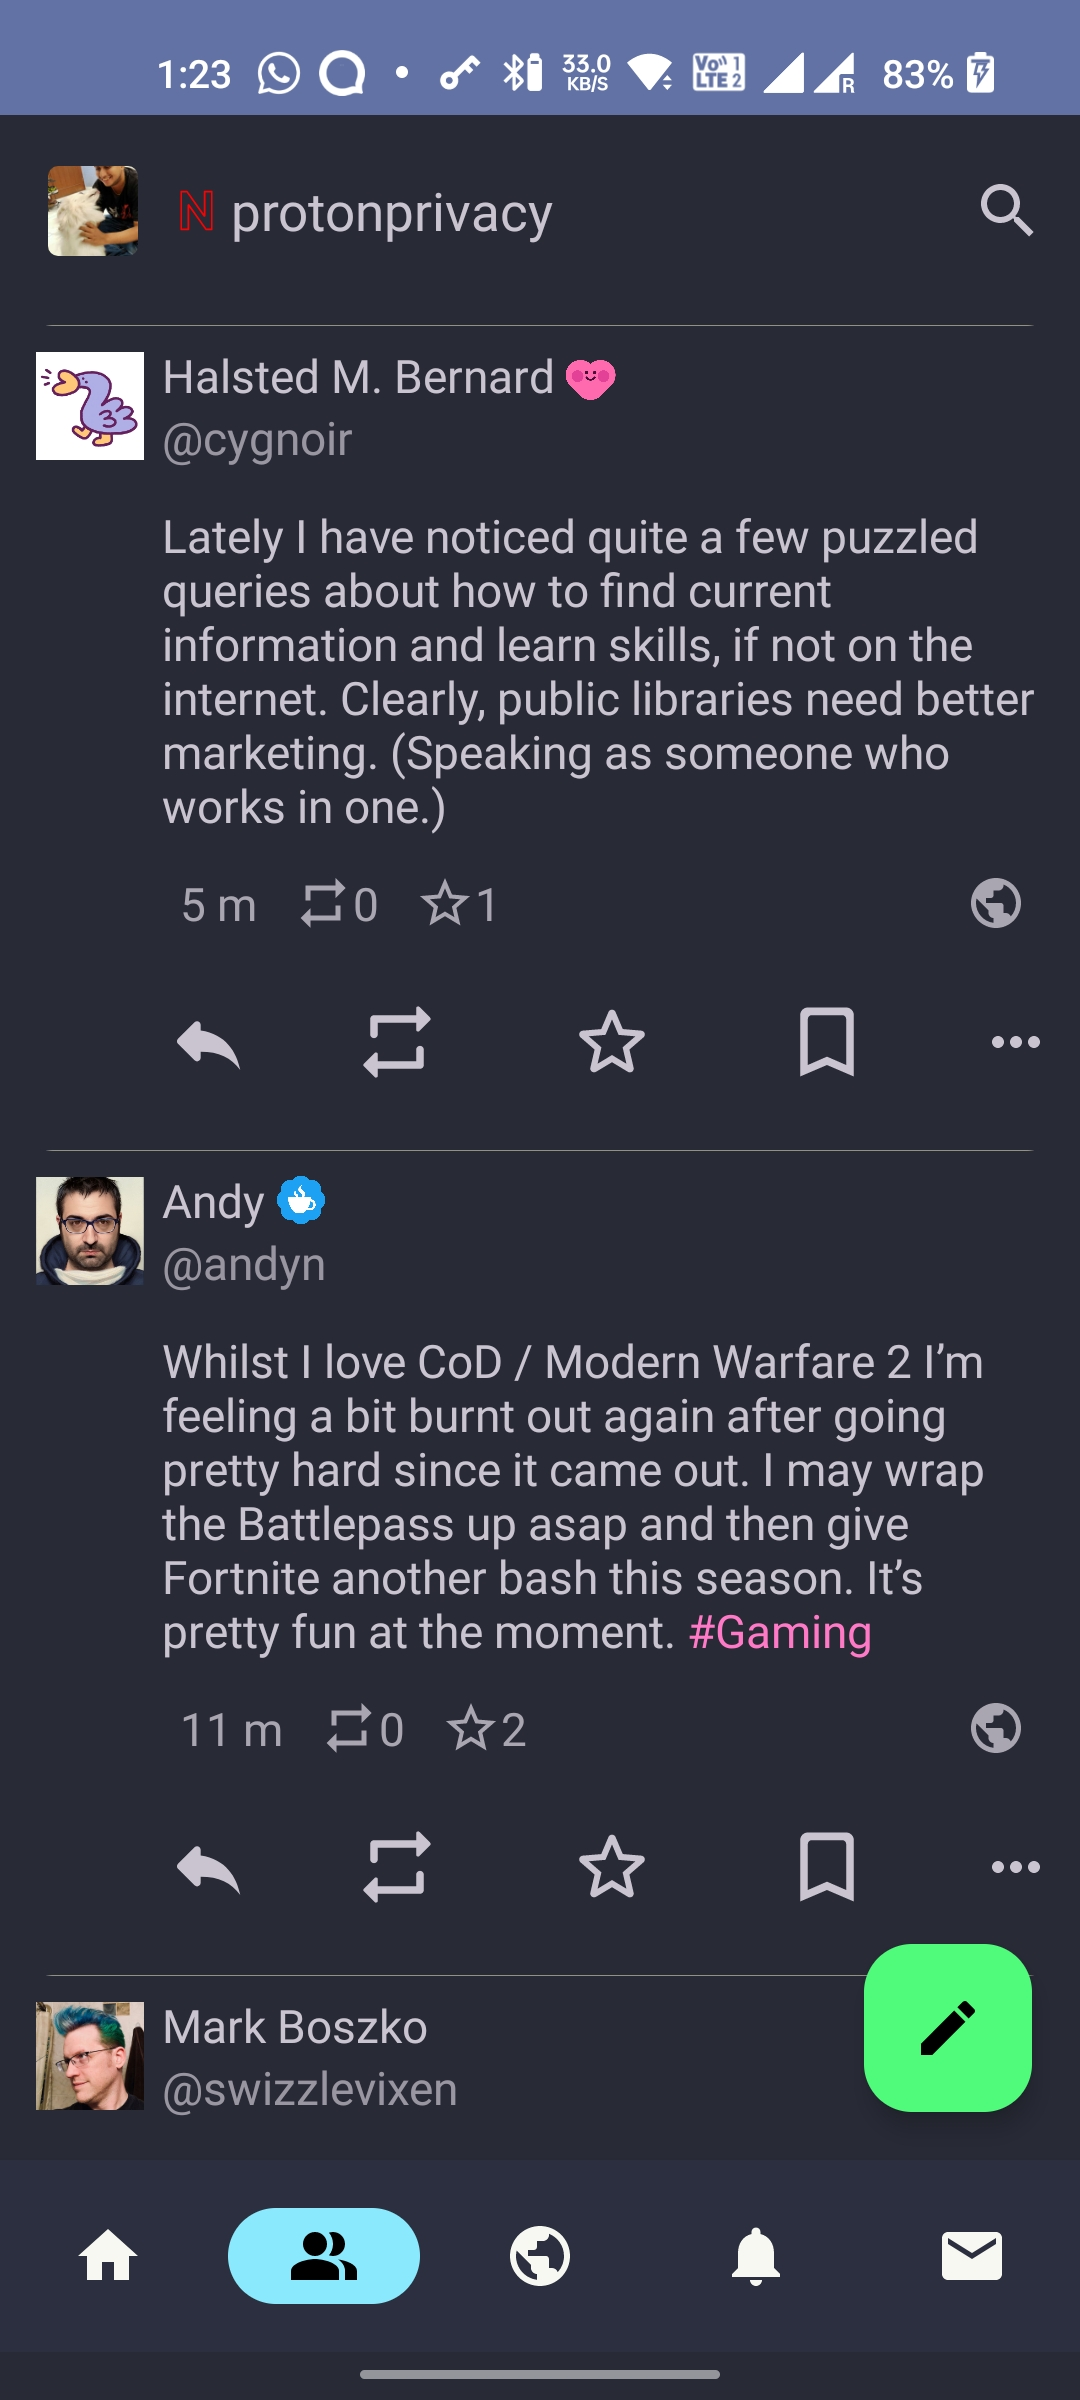 1:23 33.0 KB/S Vo 1 LTE 2 R 83%
N protonprivacy
Halsted M. Bernard
@cygnoir
Lately I have noticed quite a few puzzled
queries about how to find current
information and learn skills, if not on the
internet. Clearly, public libraries need better
marketing. (Speaking as someone who
works in one.)
5 m 0 1
Andy
@andyn
Whilst I love CoD / Modern Warfare 2 I’m
feeling a bit burnt out again after going
pretty hard since it came out. I may wrap
the Battlepass up asap and then give
Fortnite another bash this season. It’s
pretty fun at the moment. #Gaming
11 m 0 2
Mark Boszko
@swizzlevixen